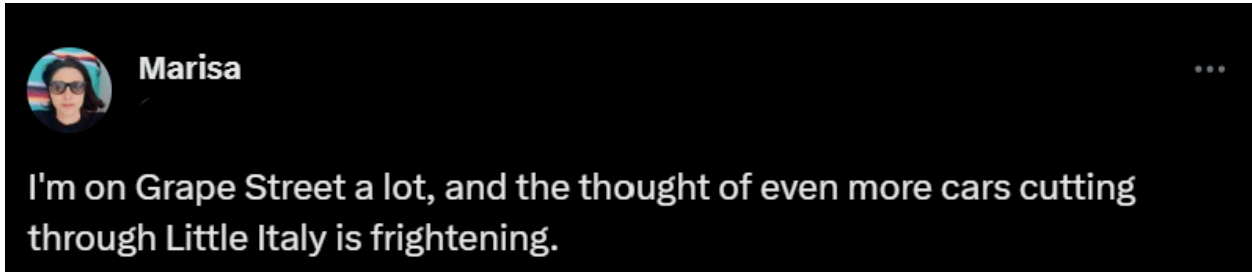 Marisa
I'm on Grape Street a lot, and the thought of even more cars cutting
through Little Italy is frightening.